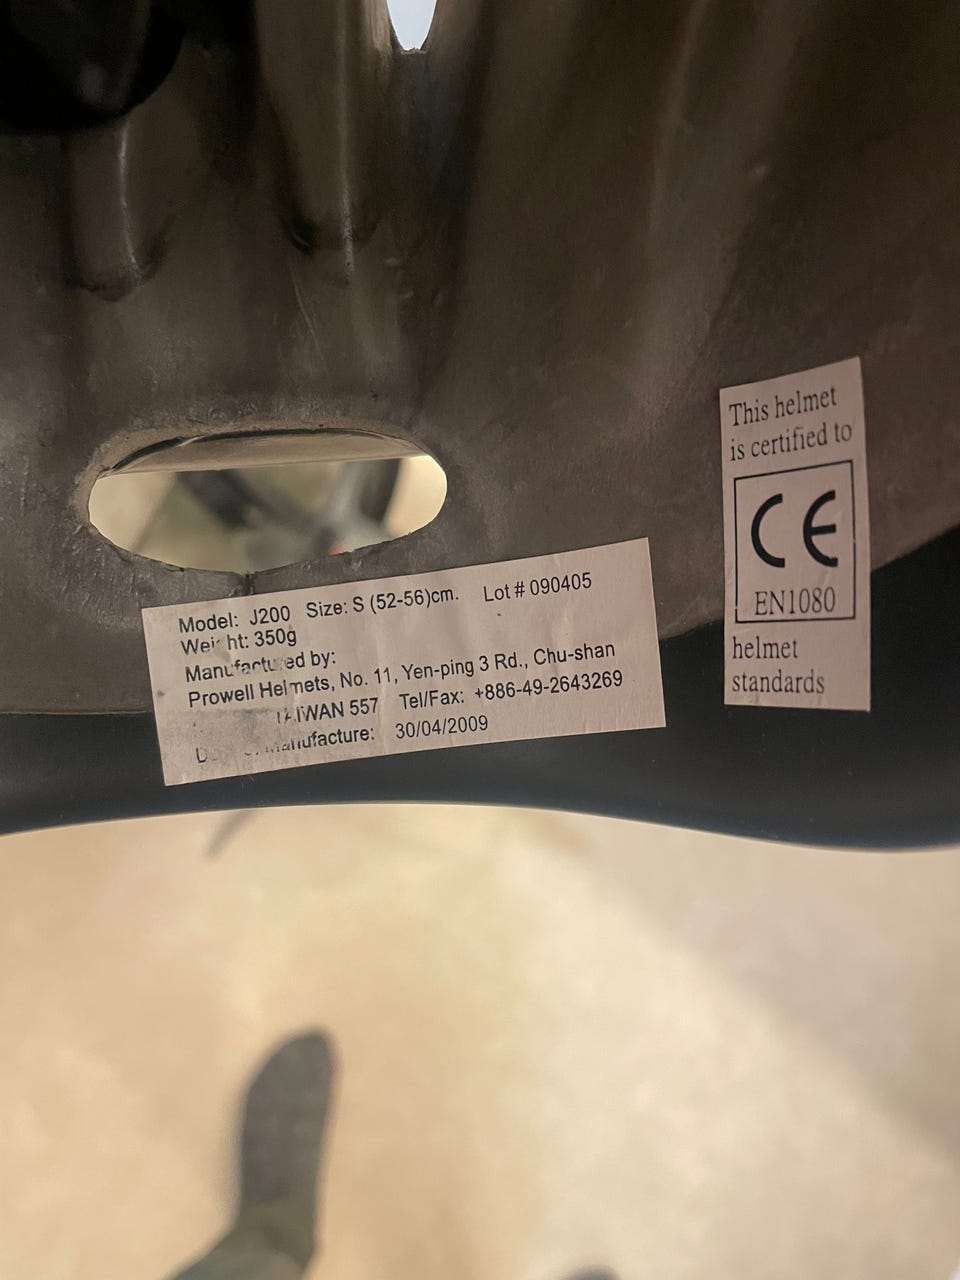 Model: J200 Size: S (52-56)cm. Lot # 090405
350g
Manufactured by:
Prowell Helmets, No. 11, Yen-ping 3 Rd., Chu-shan
TAIWAN 557 Tel/Fax: +886-49-2643269
30/04/2009
This helmet
is certified to
CE
EN1080
helmet
standards